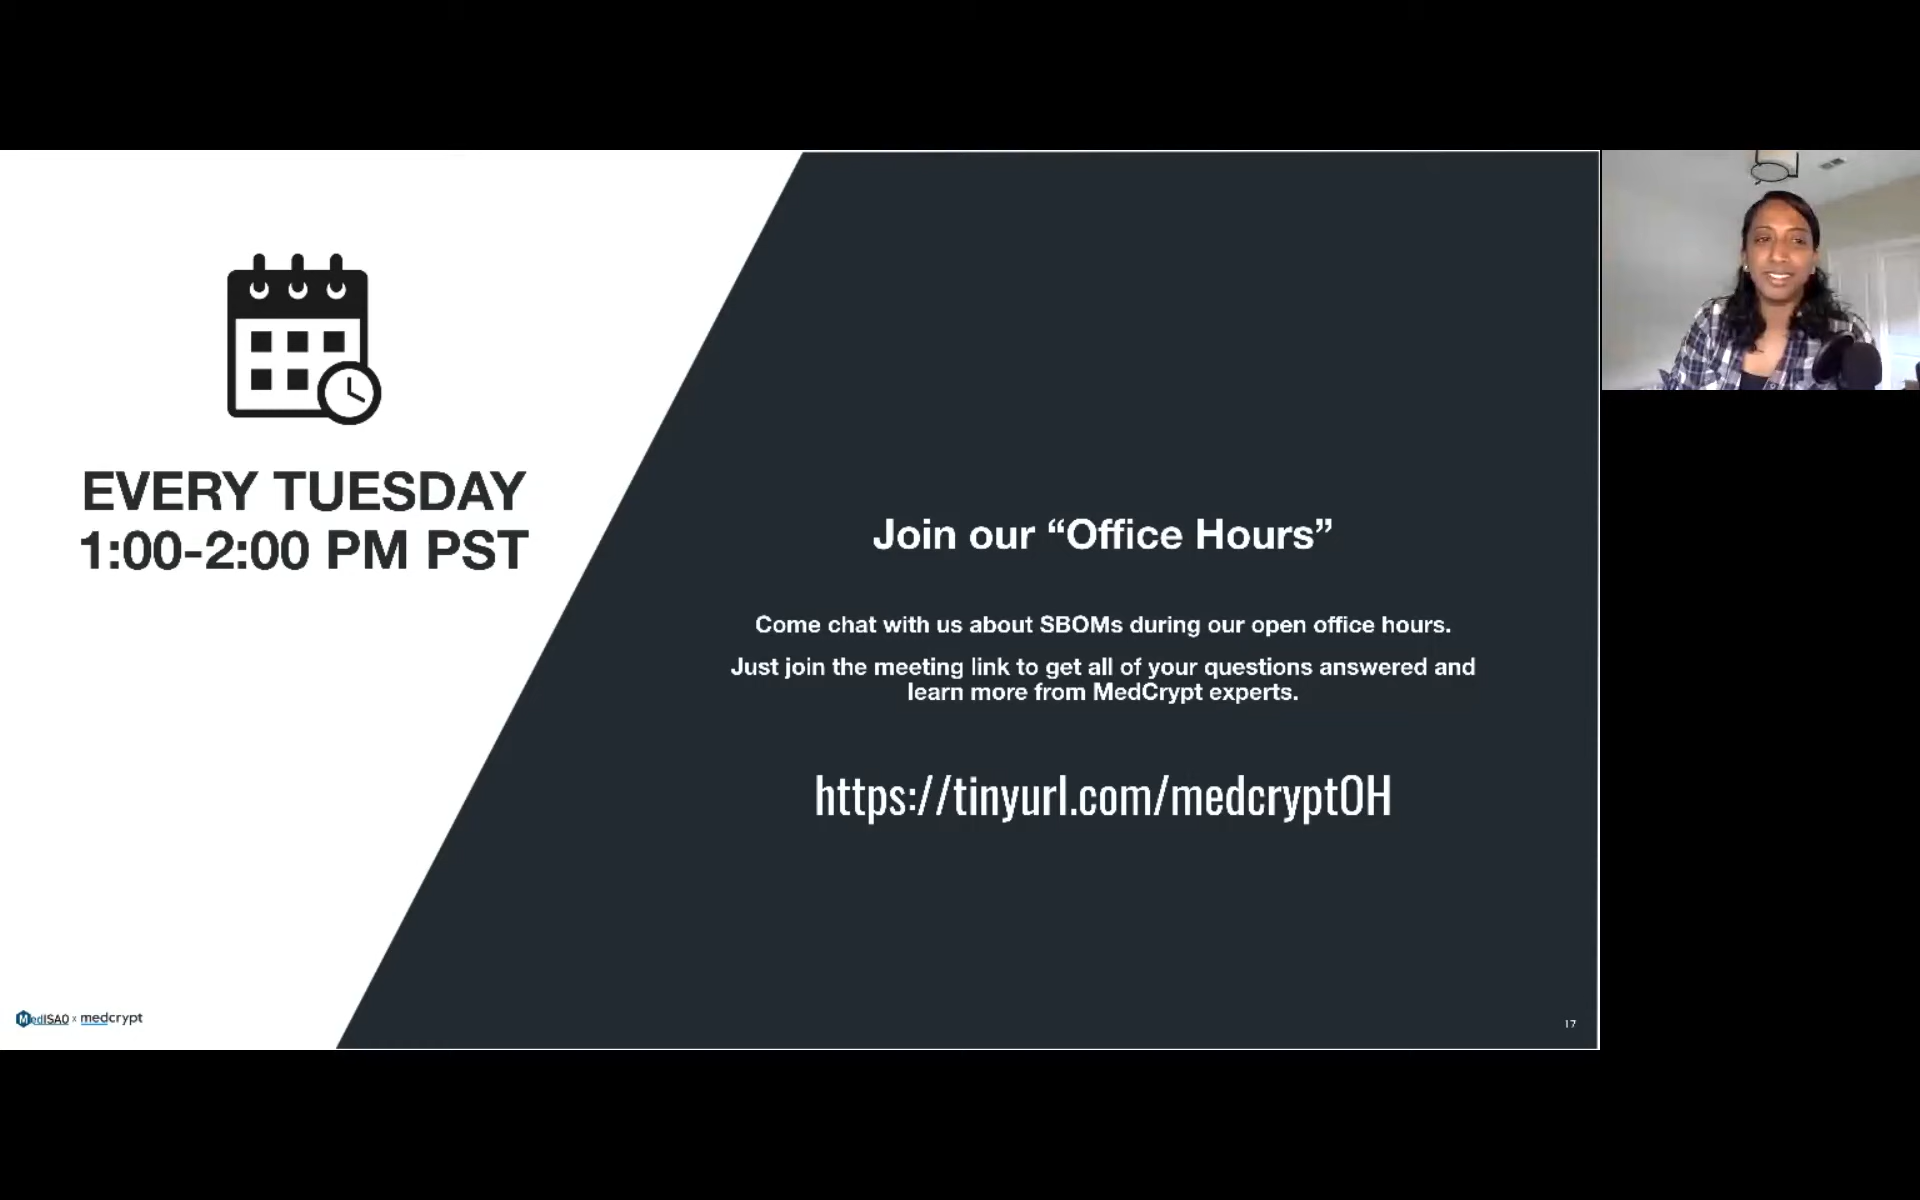 EVERY TUESDAY
1:00-2:00 PM PST
Join our “Office Hours”
Come chat with us about SBOMs during our open office hours.
Just join the meeting link to get all of your questions answered and
learn more from MedCrypt experts.
https://tinyurl.com/medcryptOH
MedISAO x medcrypt
17